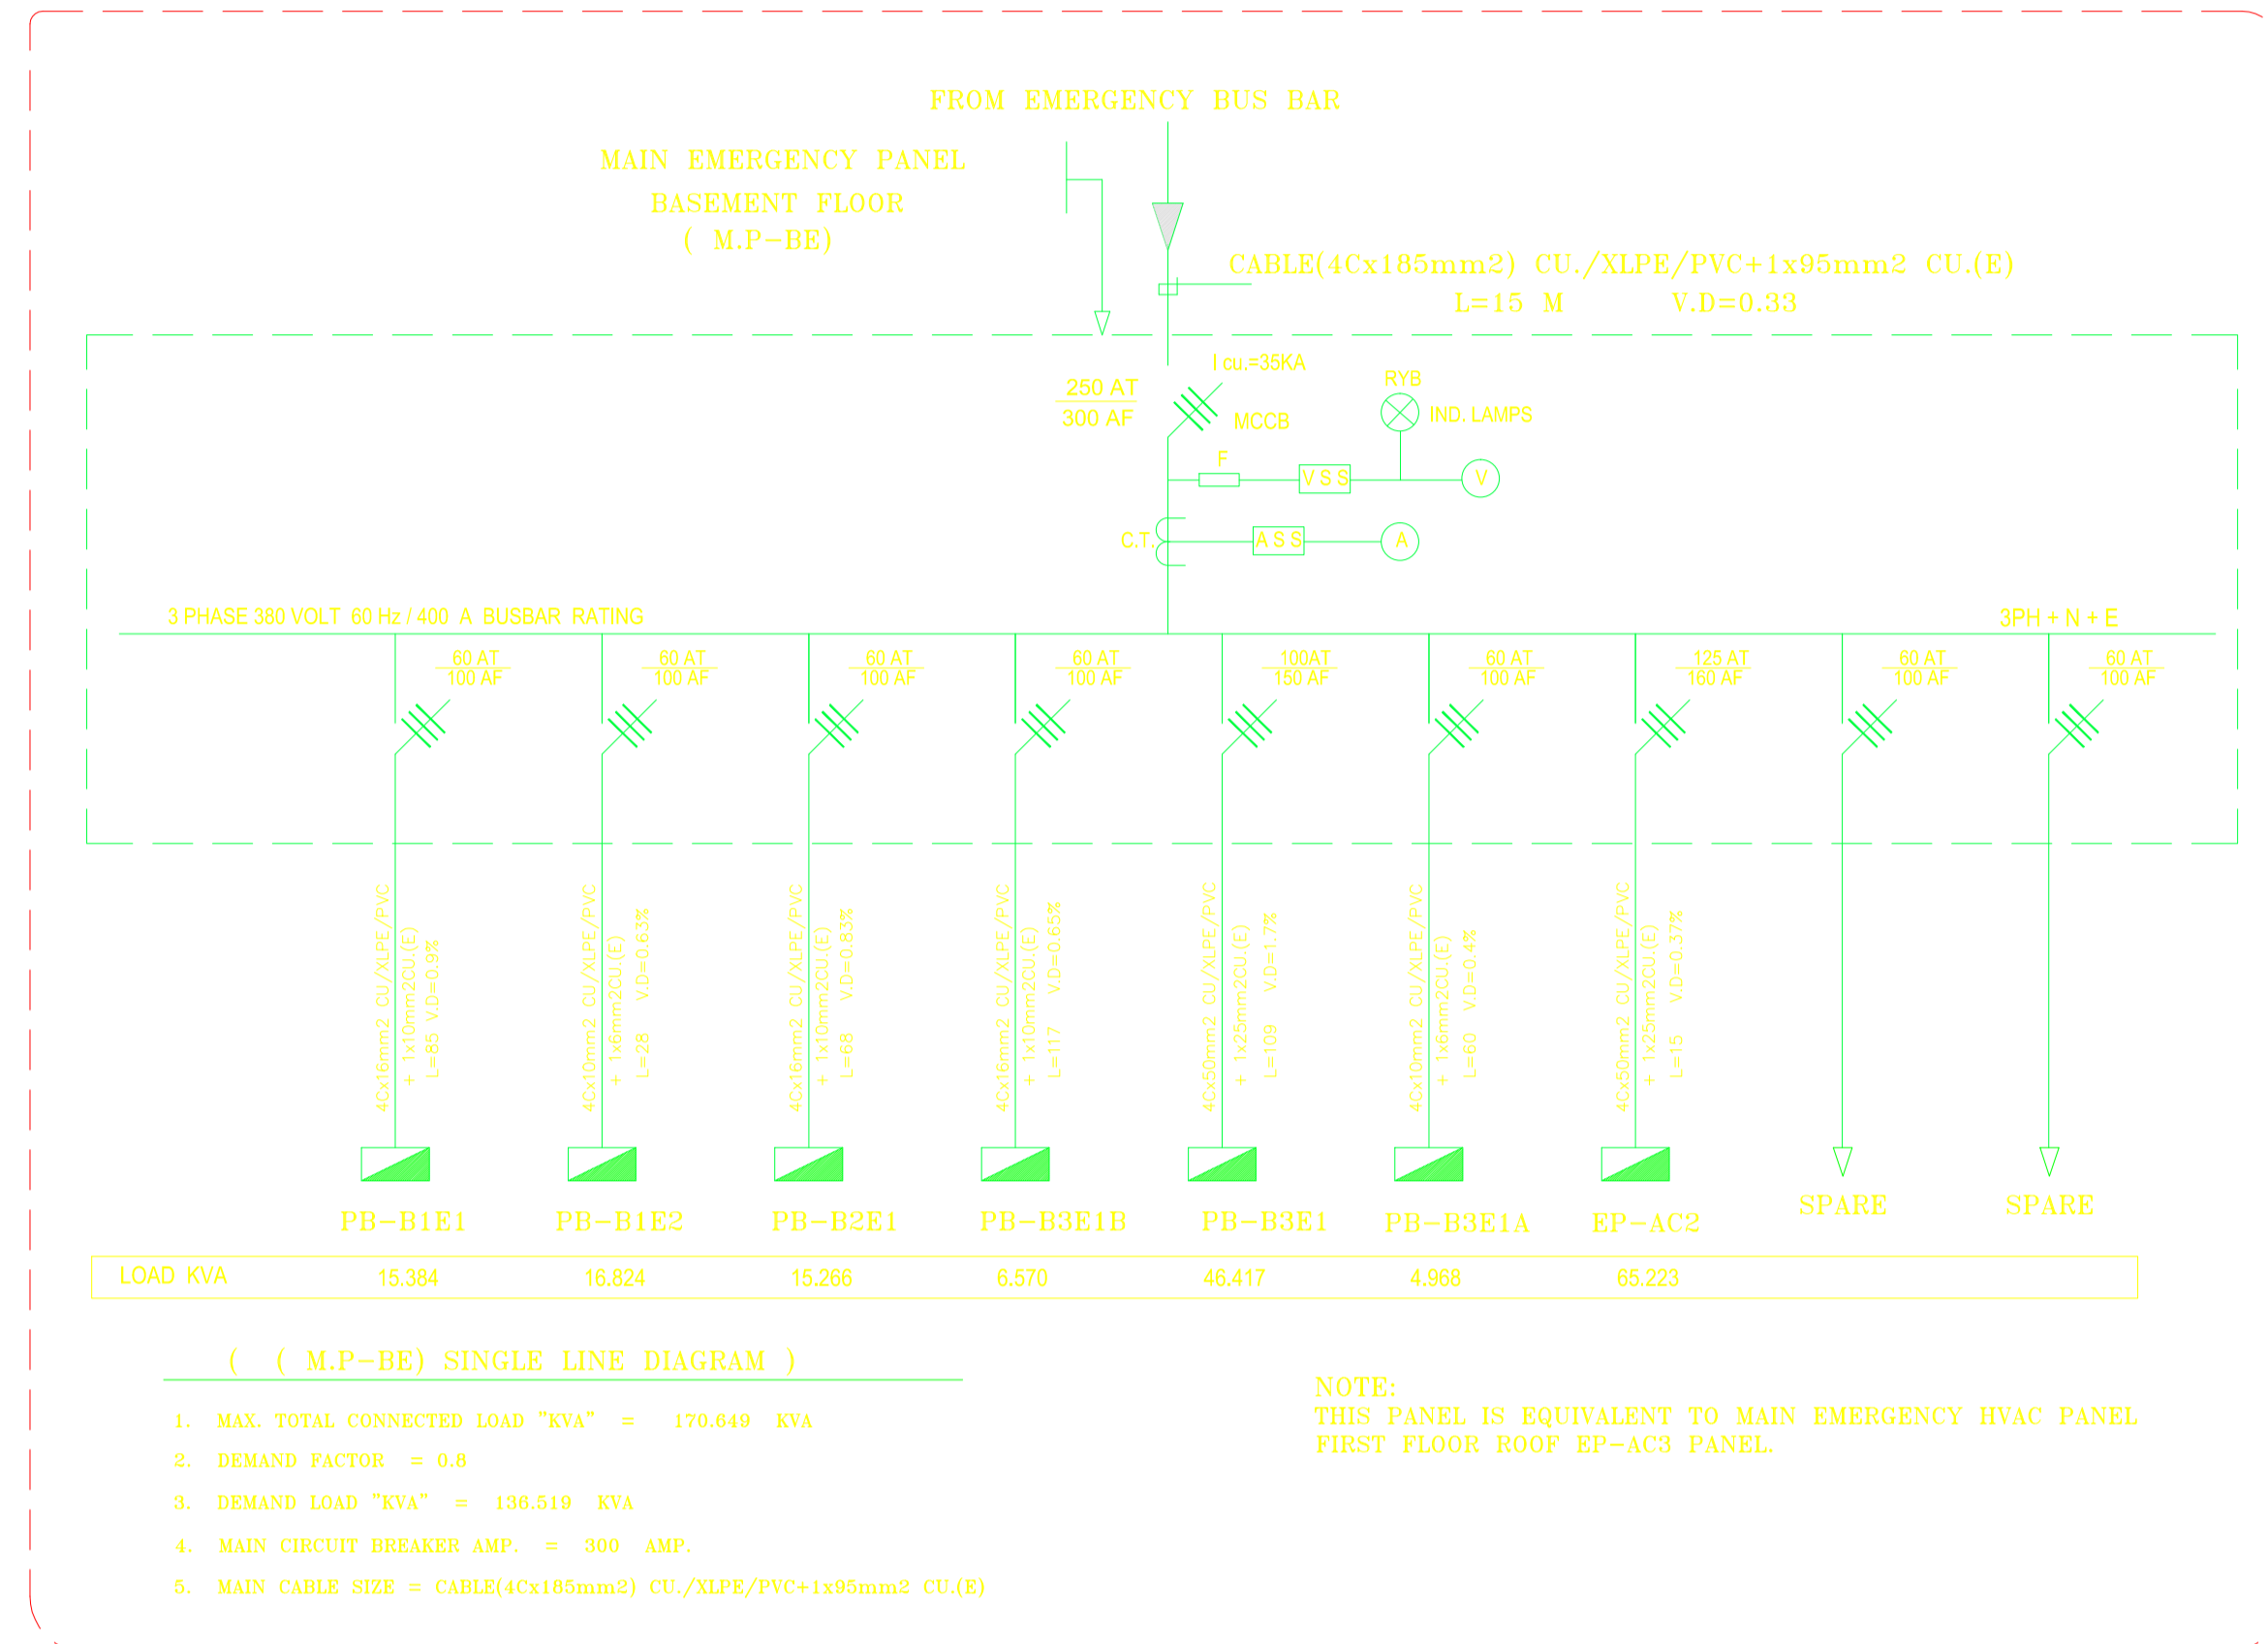 FROM EMERGENCY BUS BAR
MAIN EMERGENCY PANEL
BASEMENT FLOOR
( M.P-BE)
CABLE(4Cx185mm2) CU./XLPE/PVC+1x95mm2 CU.(E)
L=15 M V.D=0.33
I cu.=35KA
250 AT
300 AF
MCCB
RYB
IND. LAMPS
F
V S S
V
C.T.
A S S
A
3 PHASE 380 VOLT 60 Hz / 400 A BUSBAR RATING
3PH + N + E
60 AT
100 AF
60 AT
100 AF
60 AT
100 AF
60 AT
100 AF
100AT
150 AF
60 AT
100 AF
125 AT
160 AF
60 AT
100 AF
60 AT
100 AF
4Cx16mm2 CU/XLPE/PVC
+ 1x10mm2CU.(E)
L=85 V.D=0.9%
4Cx10mm2 CU/XLPE/PVC
+ 1x6mm2CU.(E)
L=28 V.D=0.63%
4Cx16mm2 CU/XLPE/PVC
+ 1x10mm2CU.(E)
L=68 V.D=0.83%
4Cx16mm2 CU/XLPE/PVC
+ 1x10mm2CU.(E)
L=117 V.D=0.65%
4Cx50mm2 CU/XLPE/PVC
+ 1x25mm2CU.(E)
L=109 V.D=1.7%
4Cx10mm2 CU/XLPE/PVC
+ 1x6mm2CU.(E)
L=60 V.D=0.4%
4Cx50mm2 CU/XLPE/PVC
+ 1x25mm2CU.(E)
L=15 V.D=0.37%
PB-B1E1 PB-B1E2 PB-B2E1 PB-B3E1B PB-B3E1 PB-B3E1A EP-AC2 SPARE SPARE
LOAD KVA 15.384 16.824 15.266 6.570 46.417 4.968 65.223
( ( M.P-BE) SINGLE LINE DIAGRAM )
1. MAX. TOTAL CONNECTED LOAD "KVA" = 170.649 KVA
2. DEMAND FACTOR = 0.8
3. DEMAND LOAD "KVA" = 136.519 KVA
4. MAIN CIRCUIT BREAKER AMP. = 300 AMP.
5. MAIN CABLE SIZE = CABLE(4Cx185mm2) CU./XLPE/PVC+1x95mm2 CU.(E)
NOTE:
THIS PANEL IS EQUIVALENT TO MAIN EMERGENCY HVAC PANEL
FIRST FLOOR ROOF EP-AC3 PANEL.